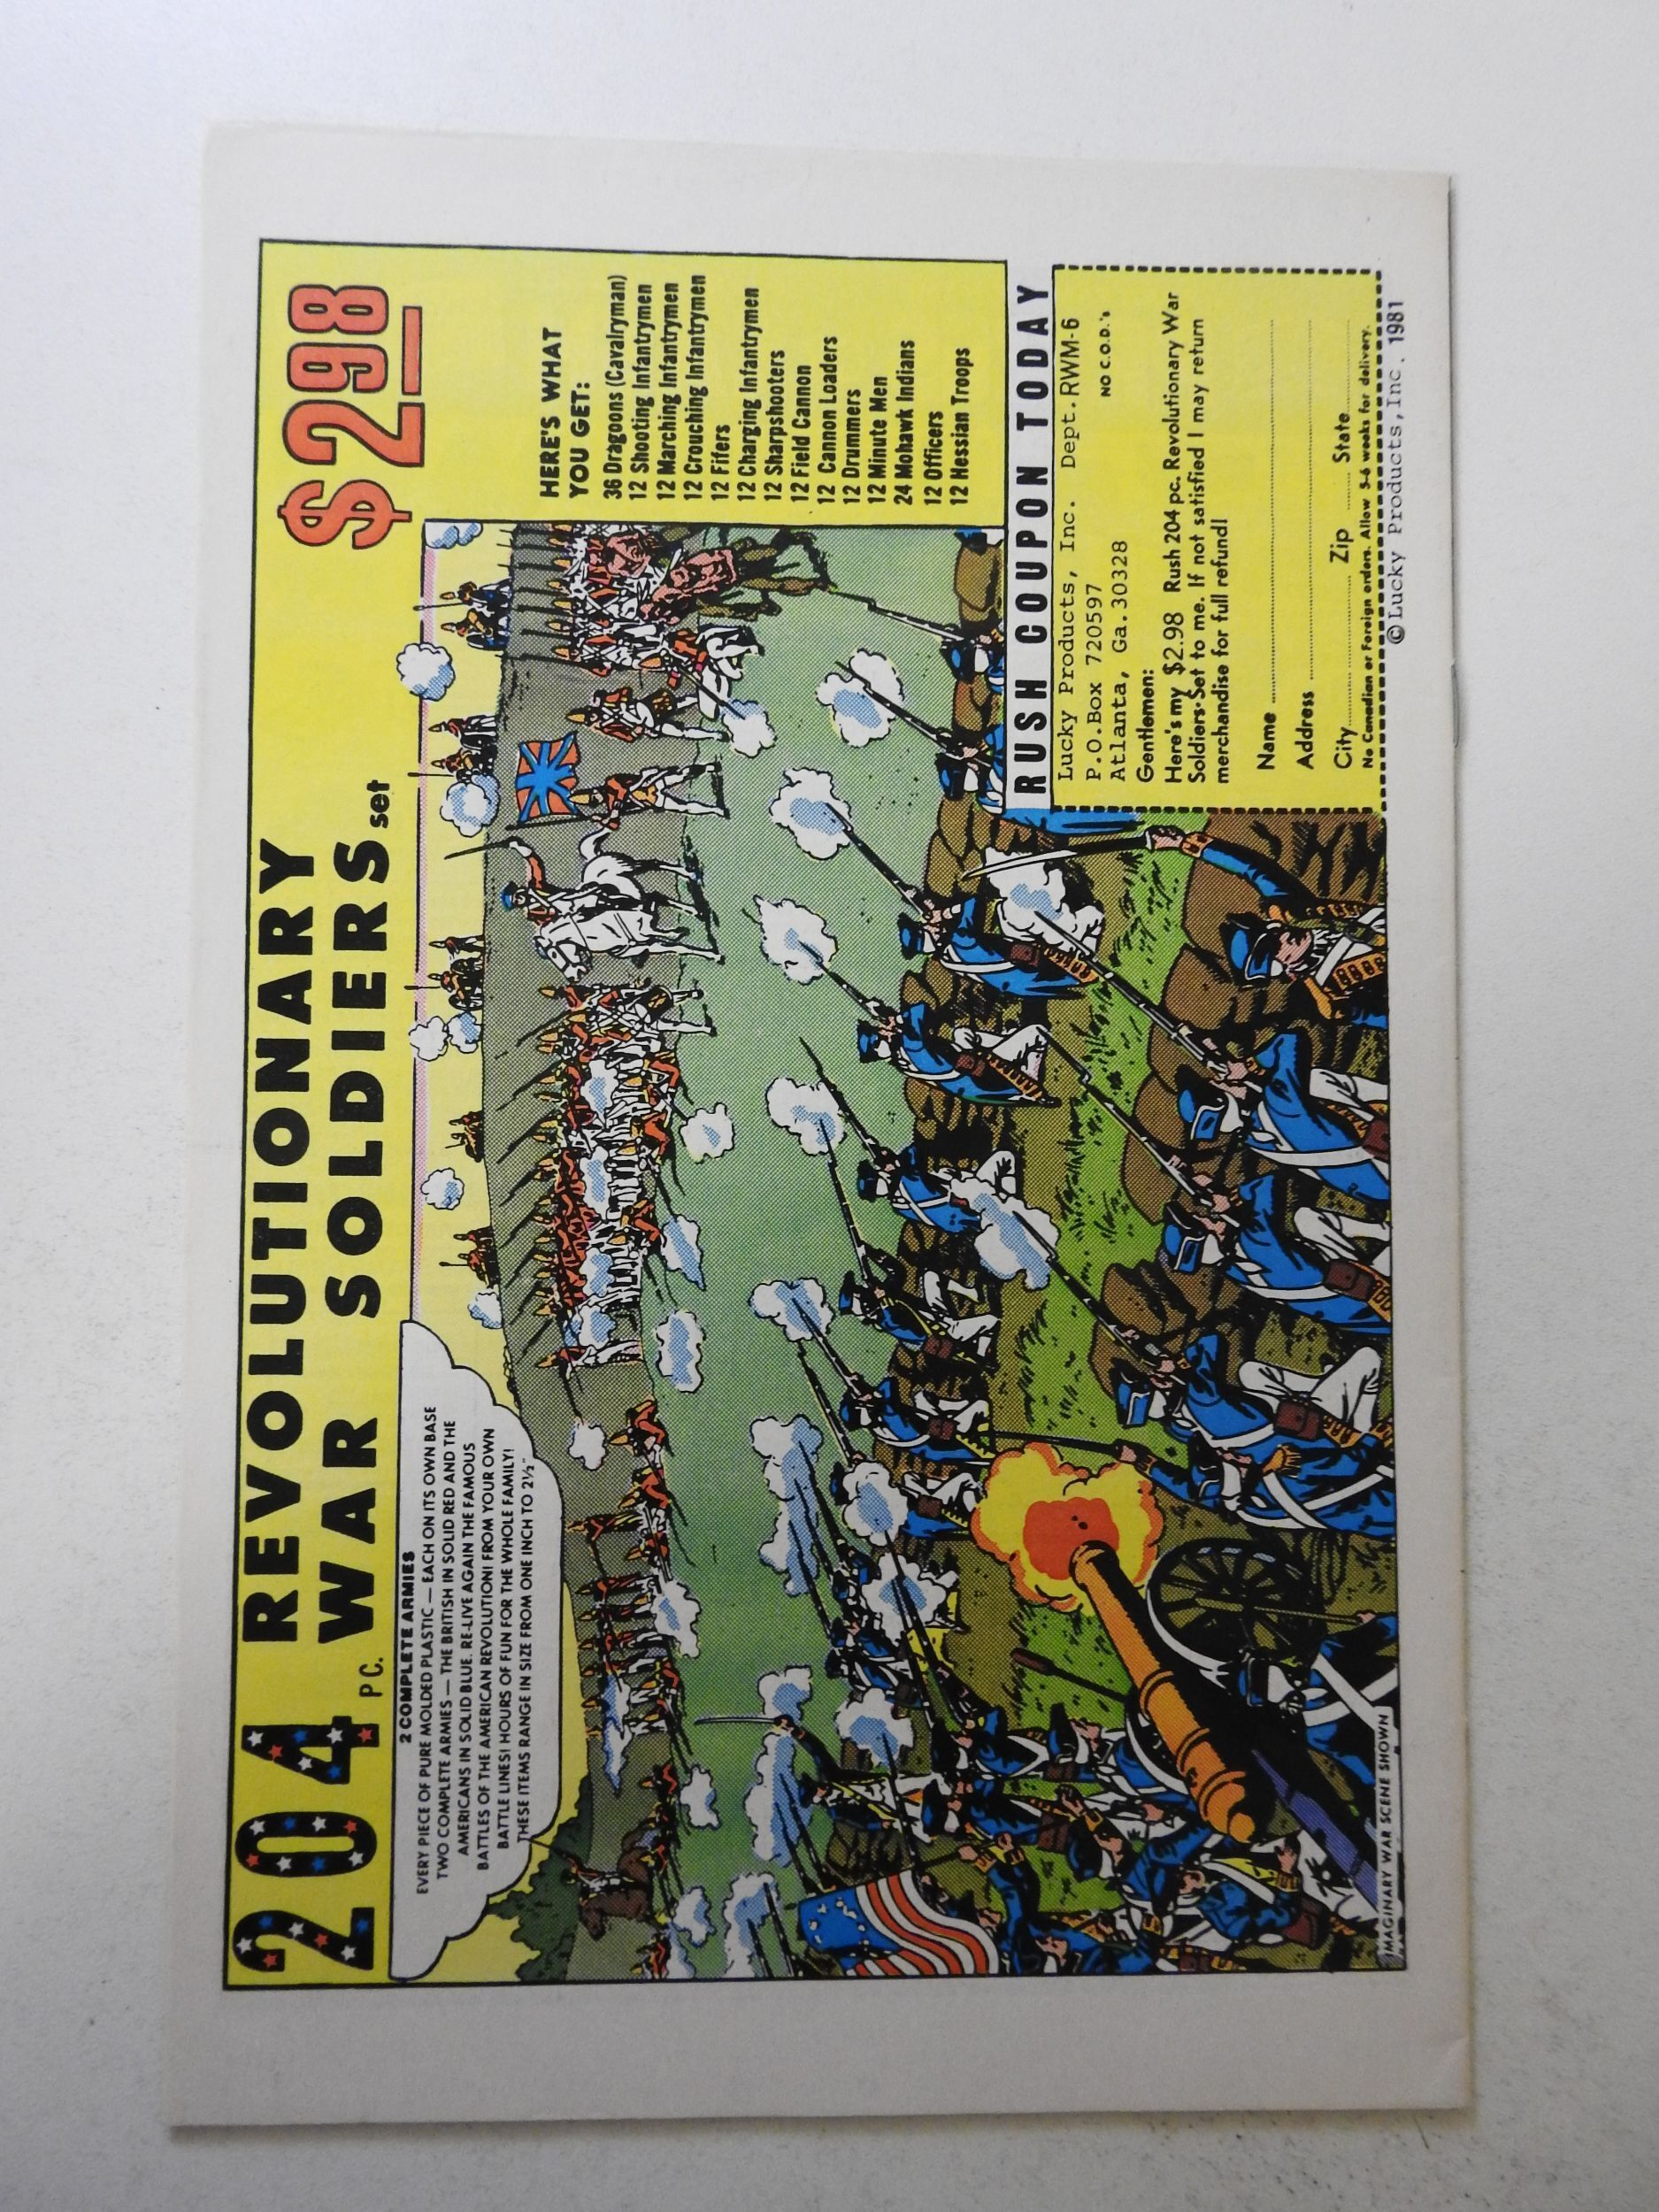 204 PC. REVOLUTIONARY
WAR SOLDIERS set
$2.98
2 COMPLETE ARMIES
EVERY PIECE OF PURE MOLDED PLASTIC — EACH ON ITS OWN BASE
TWO COMPLETE ARMIES — THE BRITISH IN SOLID RED AND THE
AMERICANS IN SOLID BLUE. RE-LIVE AGAIN THE FAMOUS
BATTLES OF THE AMERICAN REVOLUTION! FROM YOUR OWN
BATTLE LINES! HOURS OF FUN FOR THE WHOLE FAMILY!
THESE ITEMS RANGE IN SIZE FROM ONE INCH TO 2½"
HERE'S WHAT
YOU GET:
36 Dragoons (Cavalryman)
12 Shooting Infantrymen
12 Marching Infantrymen
12 Crouching Infantrymen
12 Fifers
12 Charging Infantrymen
12 Sharpshooters
12 Field Cannon
12 Cannon Loaders
12 Drummers
12 Minute Men
24 Mohawk Indians
12 Officers
12 Hessian Troops
RUSH COUPON TODAY
Lucky Products, Inc. Dept.RWM-6
P.O.Box 720597 NO C.O.D.'s
Atlanta, Ga.30328
Gentlemen:
Here's my $2.98 Rush 204 pc. Revolutionary War
Soldiers Set to me. If not satisfied I may return
merchandise for full refund!
Name
Address
City Zip State
No Canadian or Foreign orders. Allow 5-6 weeks for delivery.
IMAGINARY WAR SCENE SHOWN
©Lucky Products,Inc. 1981